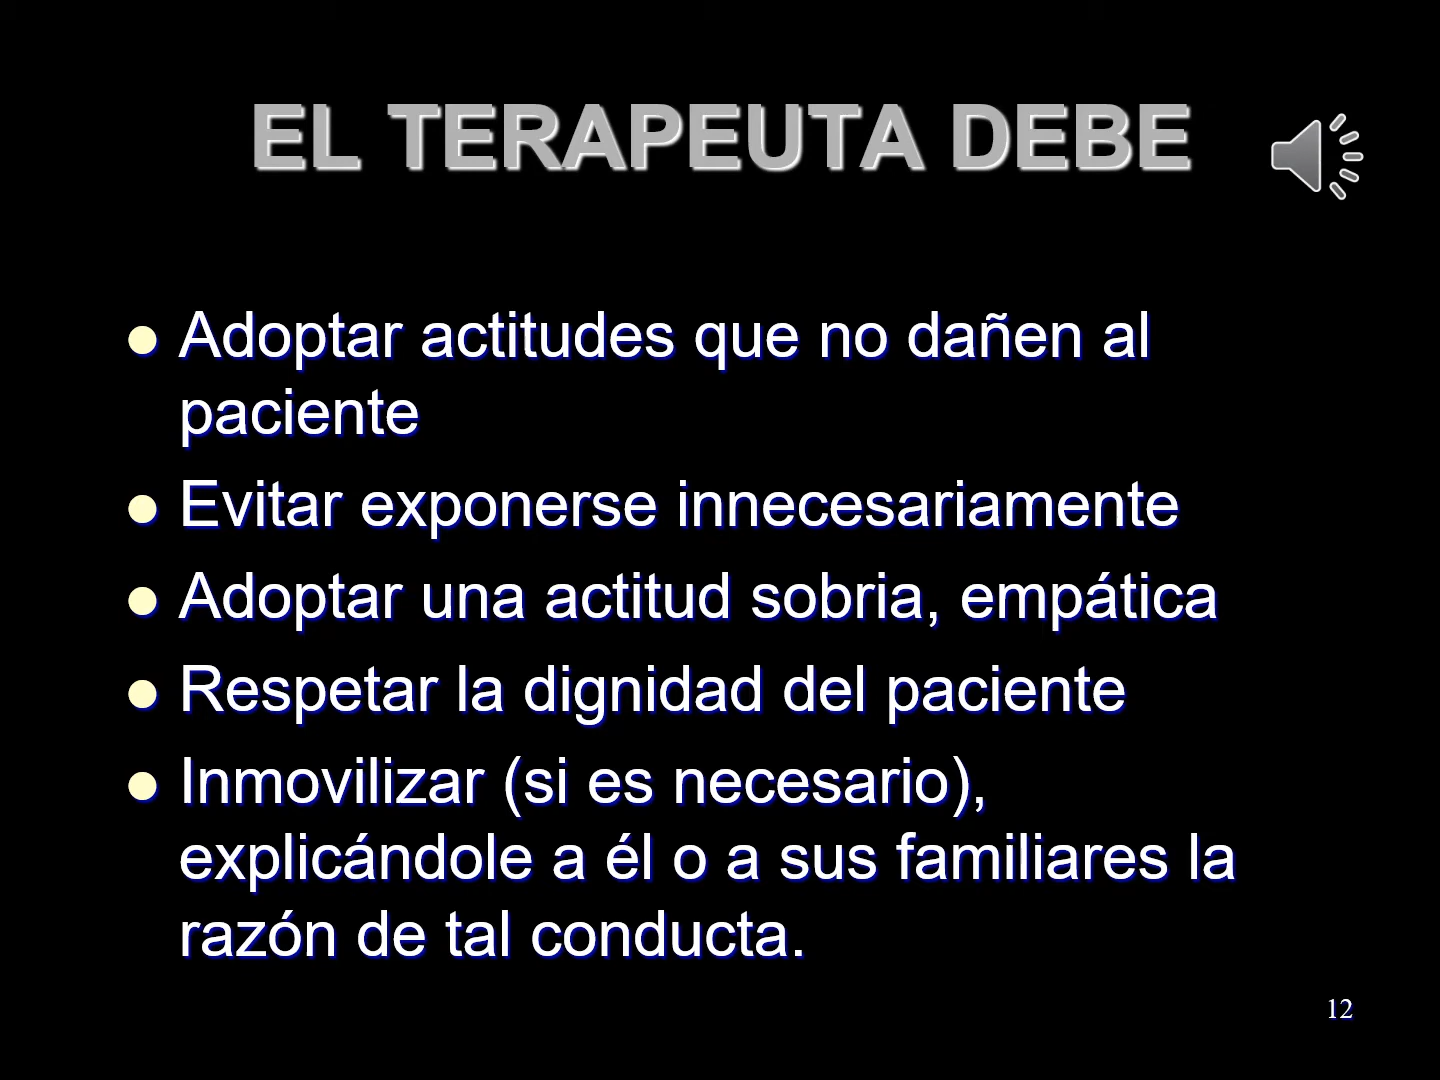 EL TERAPEUTA DEBE
● Adoptar actitudes que no dañen al
paciente
● Evitar exponerse innecesariamente
● Adoptar una actitud sobria, empática
● Respetar la dignidad del paciente
● Inmovilizar (si es necesario),
explicándole a él o a sus familiares la
razón de tal conducta.
12